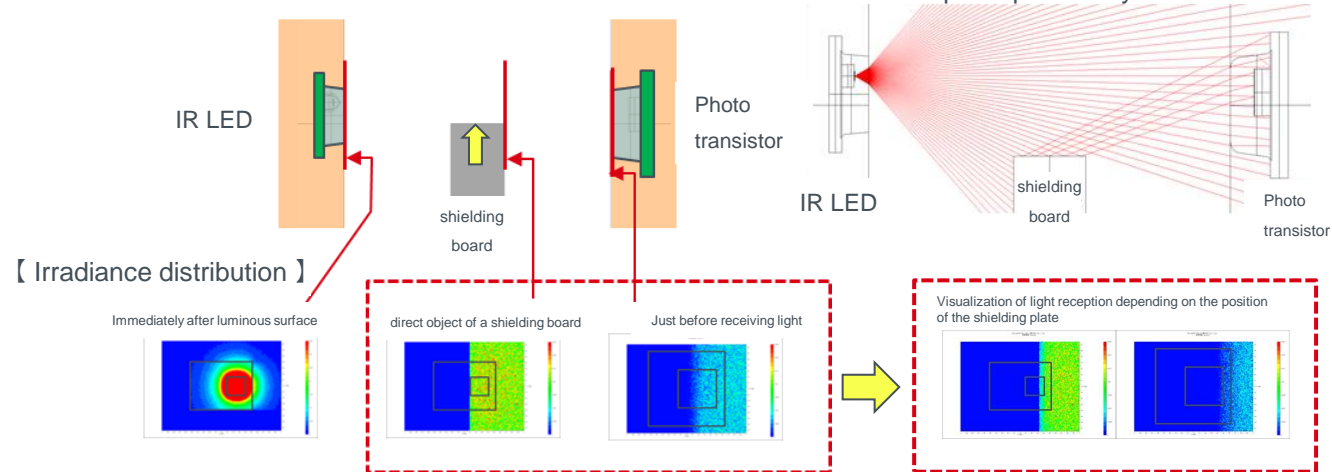 IR LED
shielding
board
Photo
transistor
IR LED
shielding
board
Photo
transistor
【 Irradiance distribution 】
Immediately after luminous surface
direct object of a shielding board
Just before receiving light
Visualization of light reception depending on the position
of the shielding plate